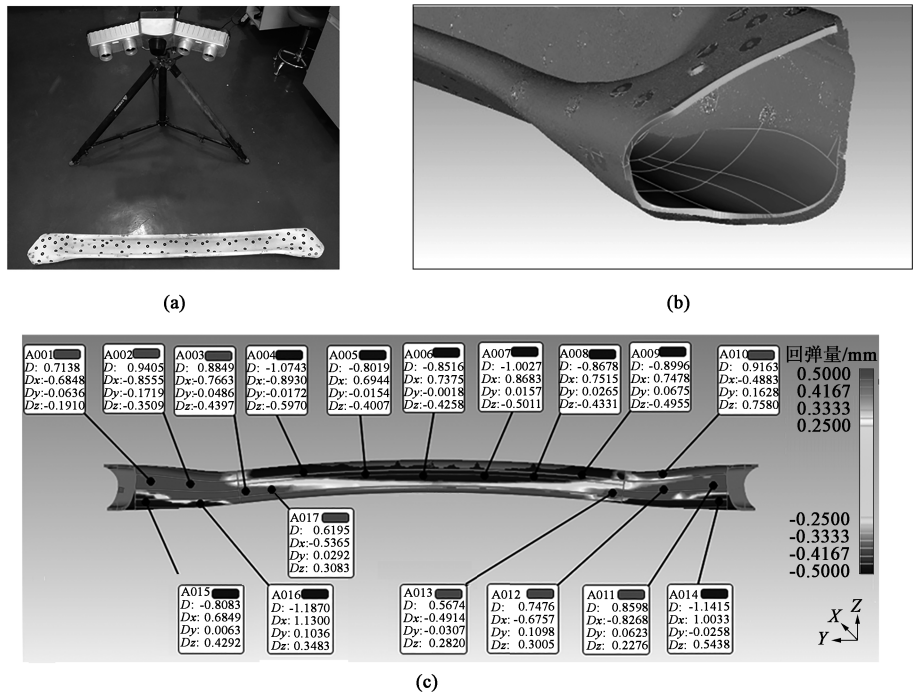 (a)
(b)
A001
D: 0.7138
Dx:-0.6848
Dy:-0.0636
Dz:-0.1910
A002
D: 0.9405
Dx:-0.8555
Dy:-0.1719
Dz:-0.3509
A003
D: 0.8849
Dx:-0.7663
Dy:-0.0486
Dz:-0.4397
A004
D:-1.0743
Dx:-0.8930
Dy:-0.0172
Dz:-0.5970
A005
D:-0.8019
Dx: 0.6944
Dy:-0.0154
Dz:-0.4007
A006
D:-0.8516
Dx: 0.7375
Dy:-0.0018
Dz:-0.4258
A007
D:-1.0027
Dx: 0.8683
Dy: 0.0157
Dz:-0.5011
A008
D:-0.8678
Dx: 0.7515
Dy: 0.0265
Dz:-0.4331
A009
D:-0.8996
Dx: 0.7478
Dy: 0.0675
Dz:-0.4955
A010
D: 0.9163
Dx:-0.4883
Dy: 0.1628
Dz: 0.7580
回弹量/mm
0.5000
0.4167
0.3333
0.2500
-0.2500
-0.3333
-0.4167
-0.5000
A017
D: 0.6195
Dx:-0.5365
Dy: 0.0292
Dz: 0.3083
A015
D: -0.8083
Dx: 0.6849
Dy: 0.0063
Dz: 0.4292
A016
D: -1.1870
Dx: 1.1300
Dy: 0.1036
Dz: 0.3483
A013
D: 0.5674
Dx: -0.4914
Dy: -0.0307
Dz: 0.2820
A012
D: 0.7476
Dx: -0.6757
Dy: 0.1098
Dz: 0.3005
A011
D: 0.8598
Dx: -0.8268
Dy: 0.0623
Dz: 0.2276
A014
D: -1.1415
Dx: 1.0033
Dy: -0.0258
Dz: 0.5438
X
Z
Y
(c)